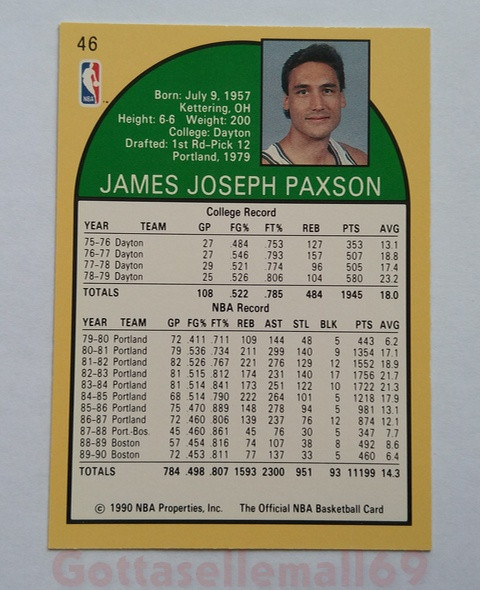 46
NBA
Born: July 9, 1957
Kettering, OH
Height: 6-6 Weight: 200
College: Dayton
Drafted: 1st Rd-Pick 12
Portland, 1979
JAMES JOSEPH PAXSON
College Record
YEAR TEAM GP FG% FT% REB PTS AVG
75-76 Dayton 27 .484 .753 127 353 13.1
76-77 Dayton 27 .546 .793 157 507 18.8
77-78 Dayton 29 .521 .774 96 505 17.4
78-79 Dayton 25 .526 .806 104 580 23.2
TOTALS 108 .522 .785 484 1945 18.0
NBA Record
YEAR TEAM GP FG% FT% REB AST STL BLK PTS AVG
79-80 Portland 72 .411 .711 109 144 48 5 443 6.2
80-81 Portland 79 .536 .734 211 299 140 9 1354 17.1
81-82 Portland 82 .526 .767 221 276 129 12 1552 18.9
82-83 Portland 81 .515 .812 174 231 140 17 1756 21.7
83-84 Portland 81 .514 .841 173 251 122 10 1722 21.3
84-85 Portland 68 .514 .790 222 264 101 5 1218 17.9
85-86 Portland 75 .470 .889 148 278 94 5 981 13.1
86-87 Portland 72 .460 .806 139 237 76 12 874 12.1
87-88 Port.-Bos. 45 .460 .861 45 76 30 5 347 7.7
88-89 Boston 57 .454 .816 74 107 38 8 492 8.6
89-90 Boston 72 .453 .811 77 137 33 5 460 6.4
TOTALS 784 .498 .807 1593 2300 951 93 11199 14.3
© 1990 NBA Properties, Inc. The Official NBA Basketball Card
Gottasellemall69